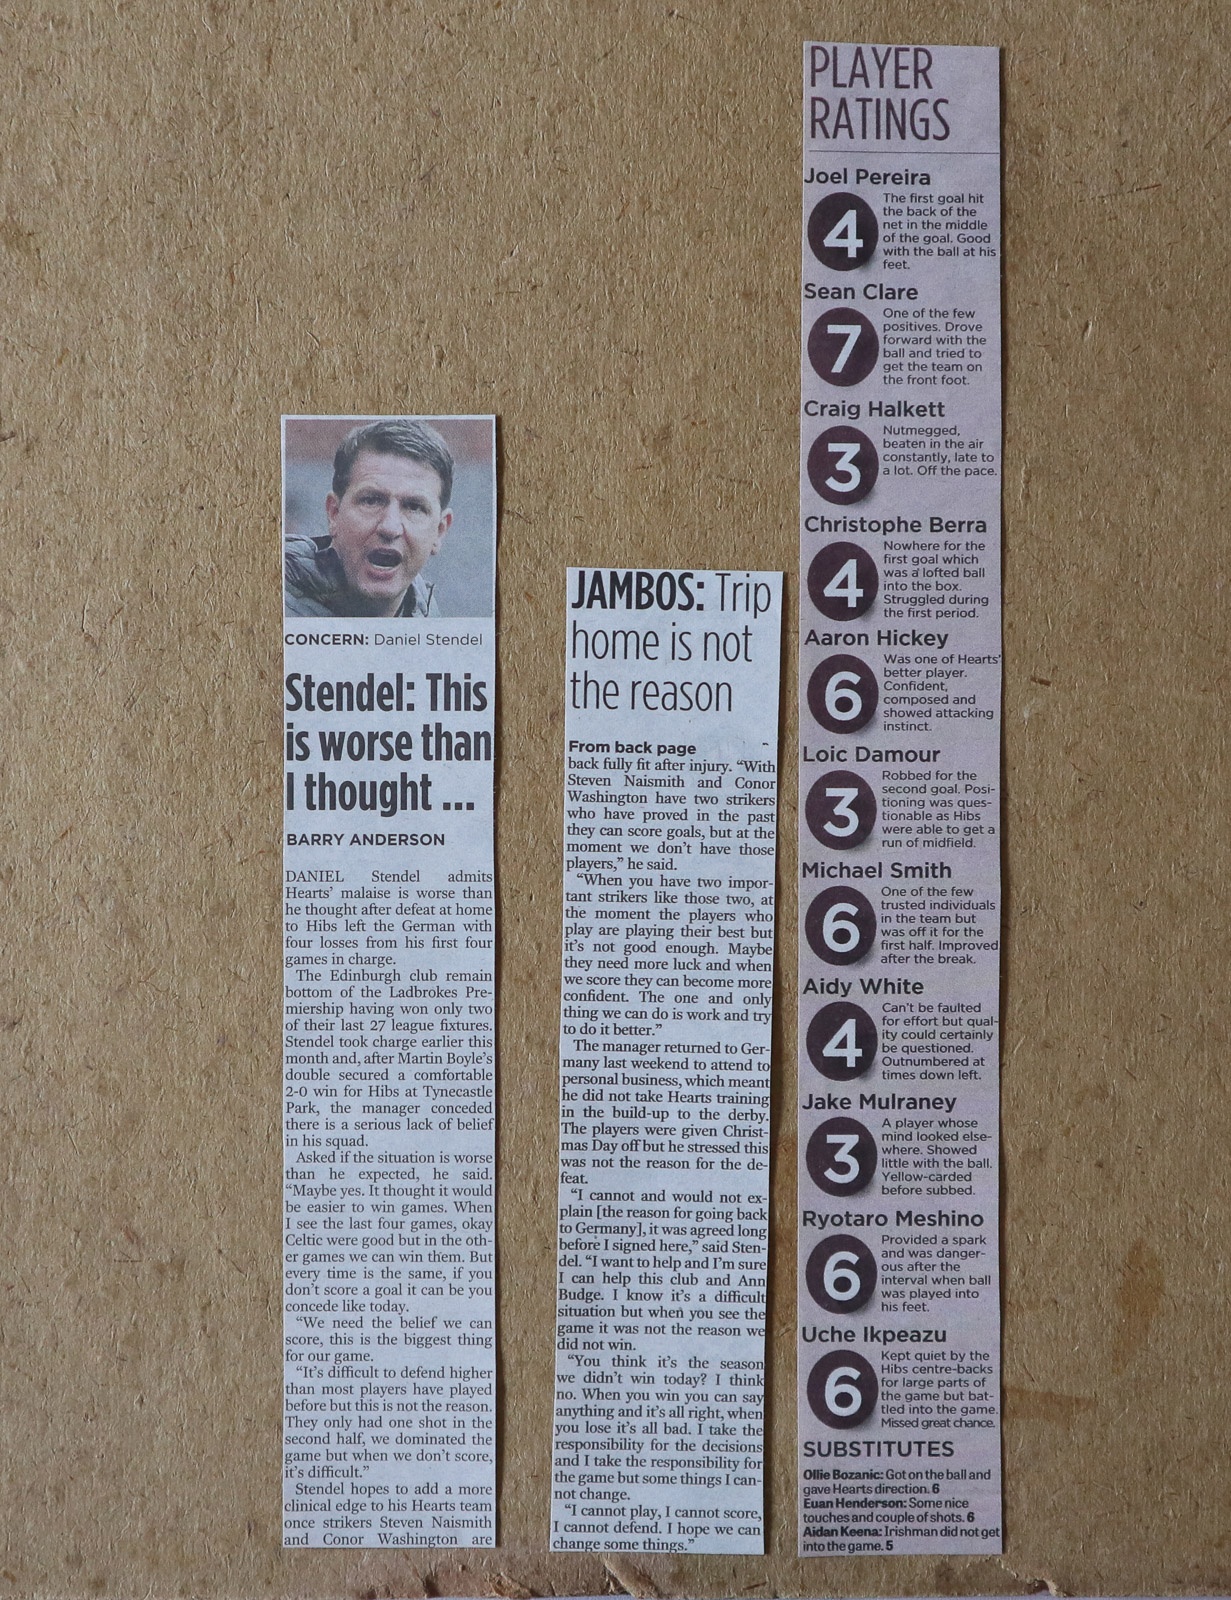 CONCERN: Daniel Stendel
Stendel: This
is worse than
I thought ...
BARRY ANDERSON
DANIEL Stendel admits
Hearts' malaise is worse than
he thought after defeat at home
to Hibs left the German with
four losses from his first four
games in charge.
The Edinburgh club remain
bottom of the Ladbrokes Pre-
miership having won only two
of their last 27 league fixtures.
Stendel took charge earlier this
month and, after Martin Boyle's
double secured a comfortable
2-0 win for Hibs at Tynecastle
Park, the manager conceded
there is a serious lack of belief
in his squad.
Asked if the situation is worse
than he expected, he said.
"Maybe yes. It thought it would
be easier to win games. When
I see the last four games, okay
Celtic were good but in the oth-
er games we can win them. But
every time is the same, if you
don't score a goal it can be you
concede like today.
"We need the belief we can
score, this is the biggest thing
for our game.
"It's difficult to defend higher
than most players have played
before but this is not the reason.
They only had one shot in the
second half, we dominated the
game but when we don't score,
it's difficult."
Stendel hopes to add a more
clinical edge to his Hearts team
once strikers Steven Naismith
and Conor Washington are
JAMBOS: Trip
home is not
the reason
From back page
back fully fit after injury. "With
Steven Naismith and Conor
Washington have two strikers
who have proved in the past
they can score goals, but at the
moment we don't have those
players," he said.
"When you have two impor-
tant strikers like those two, at
the moment the players who
play are playing their best but
it's not good enough. Maybe
they need more luck and when
we score they can become more
confident. The one and only
thing we can do is work and try
to do it better."
The manager returned to Ger-
many last weekend to attend to
personal business, which meant
he did not take Hearts training
in the build-up to the derby.
The players were given Christ-
mas Day off but he stressed this
was not the reason for the de-
feat.
"I cannot and would not ex-
plain [the reason for going back
to Germany], it was agreed long
before I signed here," said Sten-
del. "I want to help and I'm sure
I can help this club and Ann
Budge. I know it's a difficult
situation but when you see the
game it was not the reason we
did not win.
"You think it's the season
we didn't win today? I think
no. When you win you can say
anything and it's all right, when
you lose it's all bad. I take the
responsibility for the decisions
and I take the responsibility for
the game but some things I can-
not change.
"I cannot play, I cannot score,
I cannot defend. I hope we can
change some things."
PLAYER
RATINGS
Joel Pereira
4
The first goal hit
the back of the
net in the middle
of the goal. Good
with the ball at his
feet.
Sean Clare
7
One of the few
positives. Drove
forward with the
ball and tried to
get the team on
the front foot.
Craig Halkett
3
Nutmegged,
beaten in the air
constantly, late to
a lot. Off the pace.
Christophe Berra
4
Nowhere for the
first goal which
was a lofted ball
into the box.
Struggled during
the first period.
Aaron Hickey
6
Was one of Hearts'
better player.
Confident,
composed and
showed attacking
instinct.
Loic Damour
3
Robbed for the
second goal. Posi-
tioning was ques-
tionable as Hibs
were able to get a
run of midfield.
Michael Smith
6
One of the few
trusted individuals
in the team but
was off it for the
first half. Improved
after the break.
Aidy White
4
Can't be faulted
for effort but qual-
ity could certainly
be questioned.
Outnumbered at
times down left.
Jake Mulraney
3
A player whose
mind looked else-
where. Showed
little with the ball.
Yellow-carded
before subbed.
Ryotaro Meshino
6
Provided a spark
and was danger-
ous after the
interval when ball
was played into
his feet.
Uche Ikpeazu
6
Kept quiet by the
Hibs centre-backs
for large parts of
the game but bat-
tled into the game.
Missed great chance.
SUBSTITUTES
Ollie Bozanic: Got on the ball and
gave Hearts direction. 6
Euan Henderson: Some nice
touches and couple of shots. 6
Aidan Keena: Irishman did not get
into the game. 5